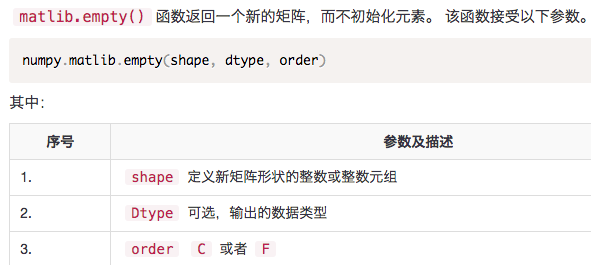 matlib.empty() 函数返回一个新的矩阵，而不初始化元素。 该函数接受以下参数。
numpy.matlib.empty(shape, dtype, order)
其中：
序号 参数及描述
1. shape 定义新矩阵形状的整数或整数元组
2. Dtype 可选，输出的数据类型
3. order C 或者 F